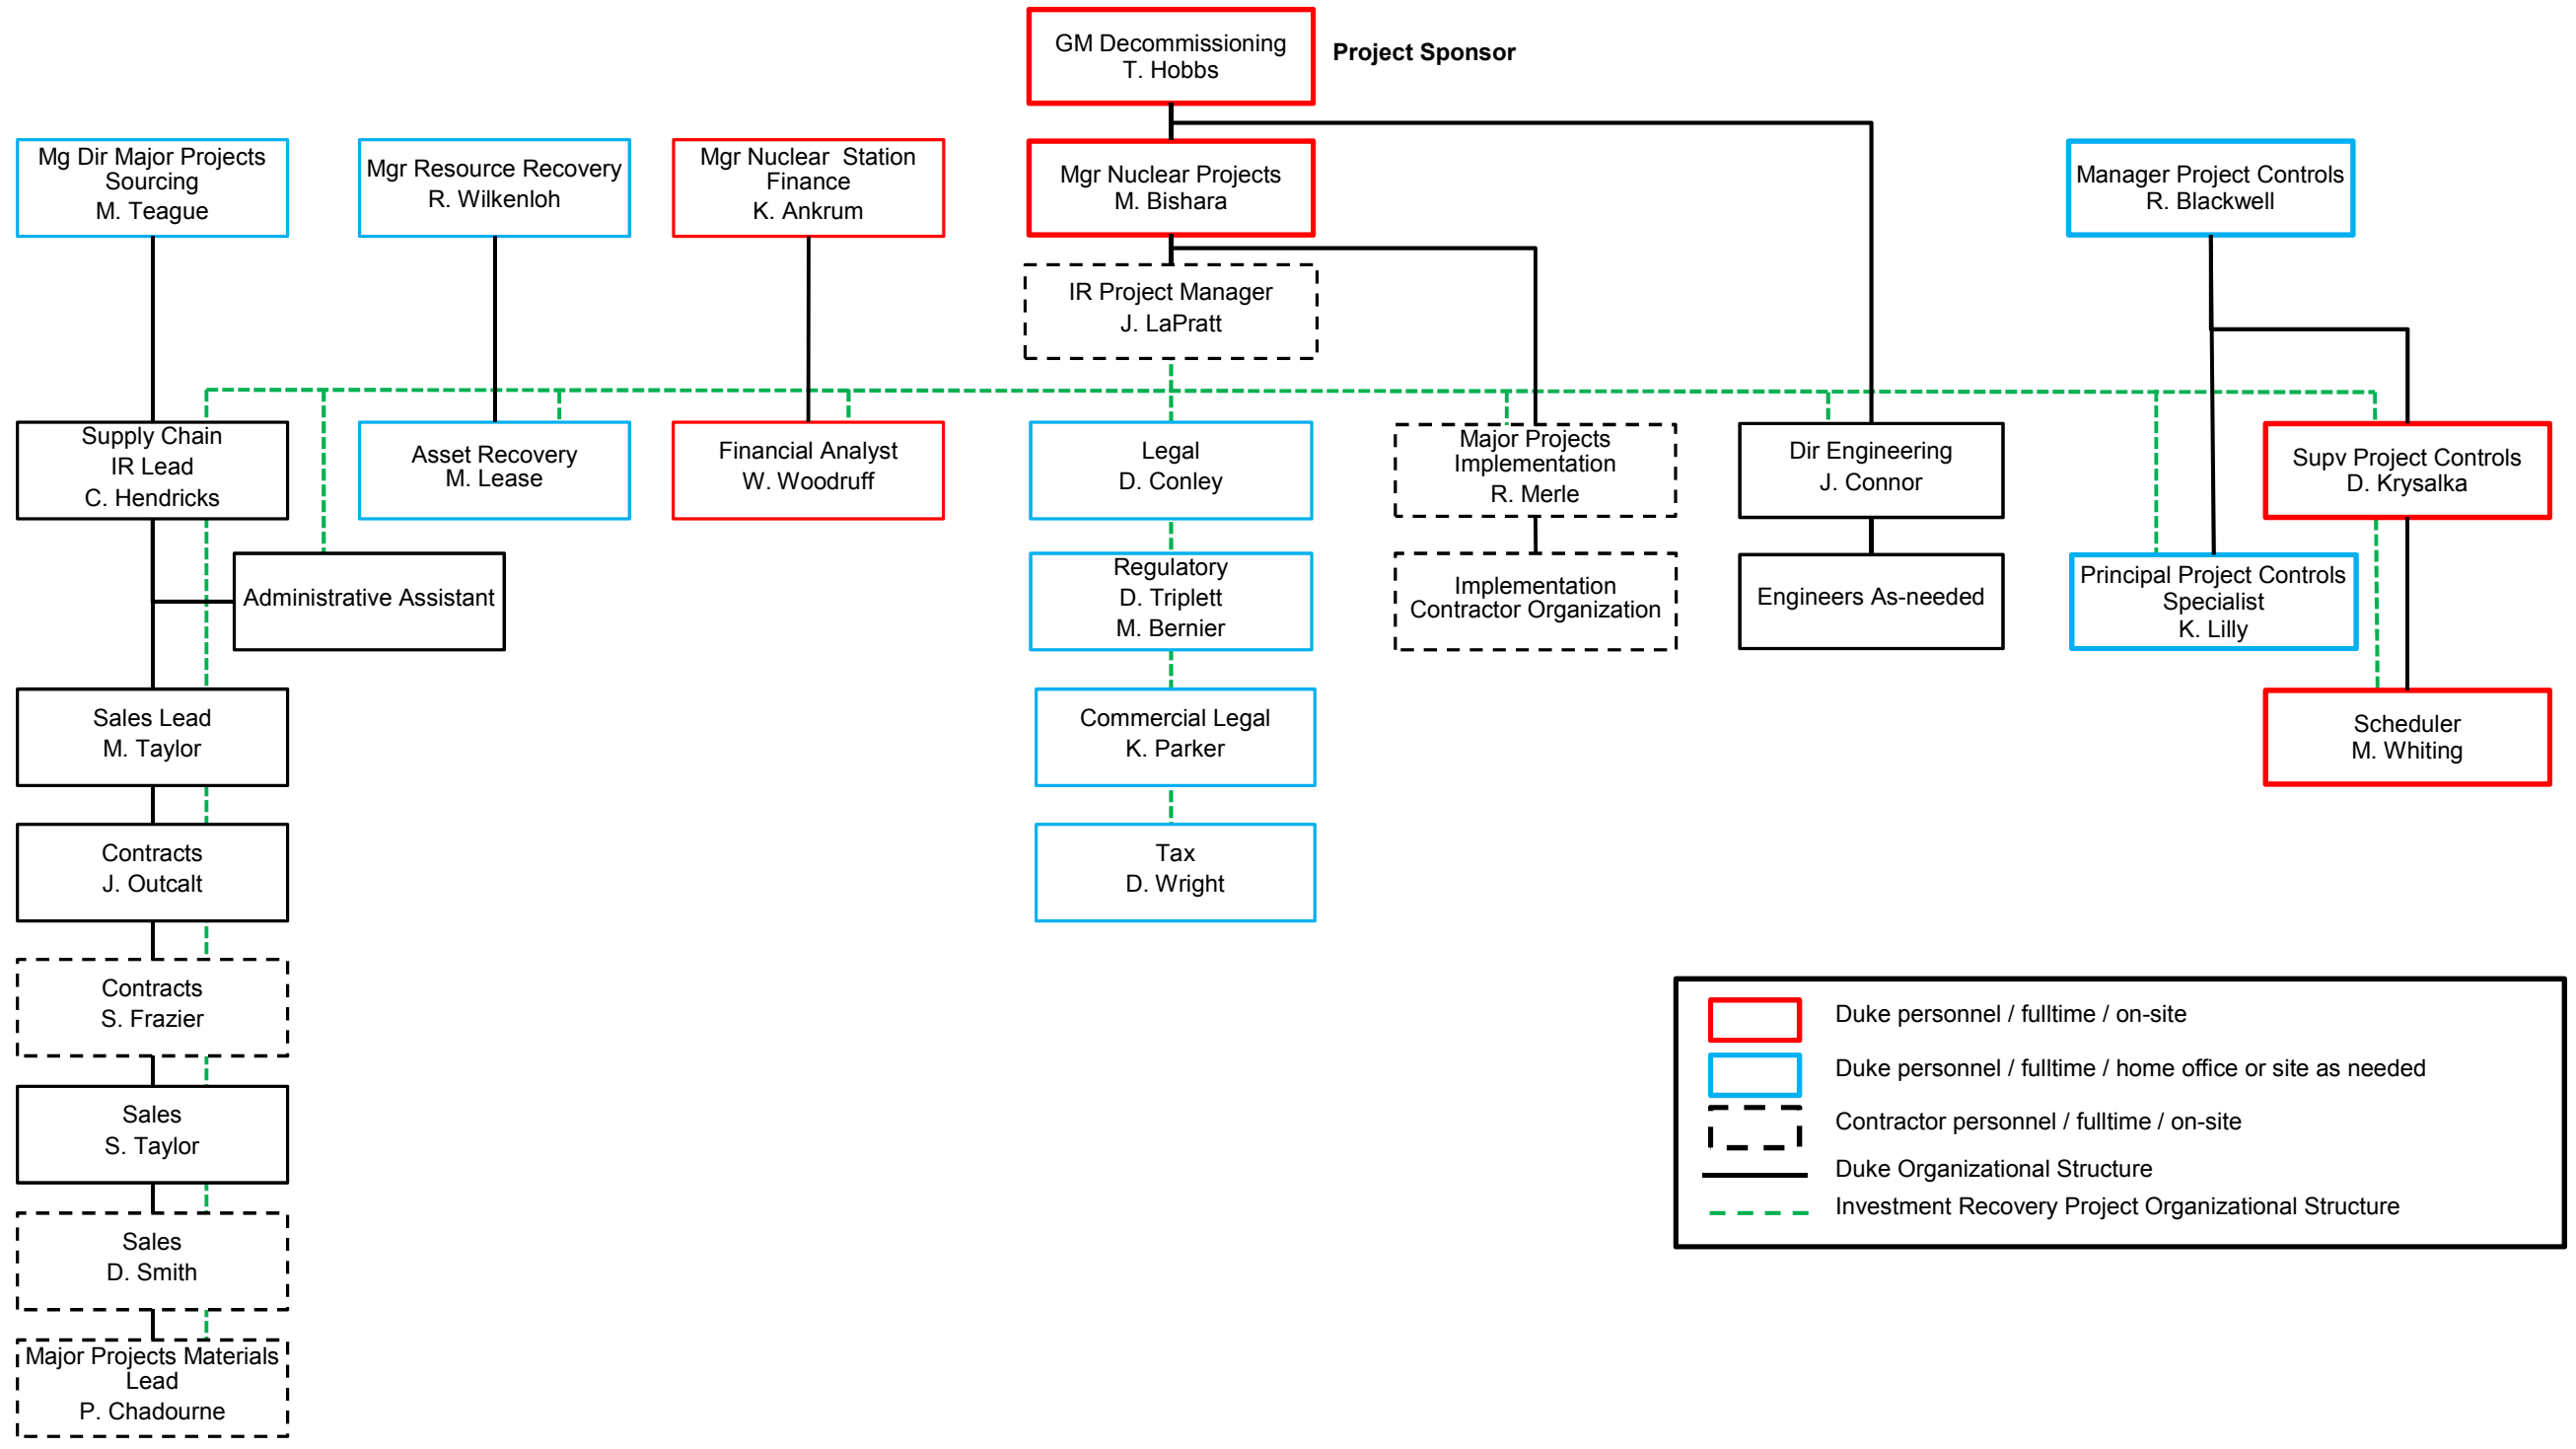 GM Decommissioning
T. Hobbs
Project Sponsor
Mg Dir Major Projects
Sourcing
M. Teague
Mgr Resource Recovery
R. Wilkenloh
Mgr Nuclear Station
Finance
K. Ankrum
Mgr Nuclear Projects
M. Bishara
Manager Project Controls
R. Blackwell
IR Project Manager
J. LaPratt
Supply Chain
IR Lead
C. Hendricks
Asset Recovery
M. Lease
Financial Analyst
W. Woodruff
Legal
D. Conley
Major Projects
Implementation
R. Merle
Dir Engineering
J. Connor
Supv Project Controls
D. Krysalka
Administrative Assistant
Regulatory
D. Triplett
M. Bernier
Implementation
Contractor Organization
Engineers As-needed
Principal Project Controls
Specialist
K. Lilly
Sales Lead
M. Taylor
Commercial Legal
K. Parker
Scheduler
M. Whiting
Contracts
J. Outcalt
Tax
D. Wright
Contracts
S. Frazier
Sales
S. Taylor
Sales
D. Smith
Major Projects Materials
Lead
P. Chadourne
Duke personnel / fulltime / on-site
Duke personnel / fulltime / home office or site as needed
Contractor personnel / fulltime / on-site
Duke Organizational Structure
Investment Recovery Project Organizational Structure